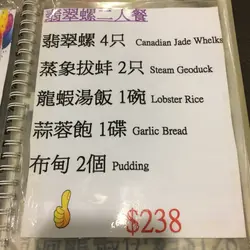 翡翠螺二人餐
翡翠螺 4只 Canadian Jade Whelks
蒸象拔蚌 2只 Steam Geoduck
龍蝦湯飯 1碗 Lobster Rice
蒜蓉飽 1碟 Garlic Bread
布甸 2個 Pudding
$238